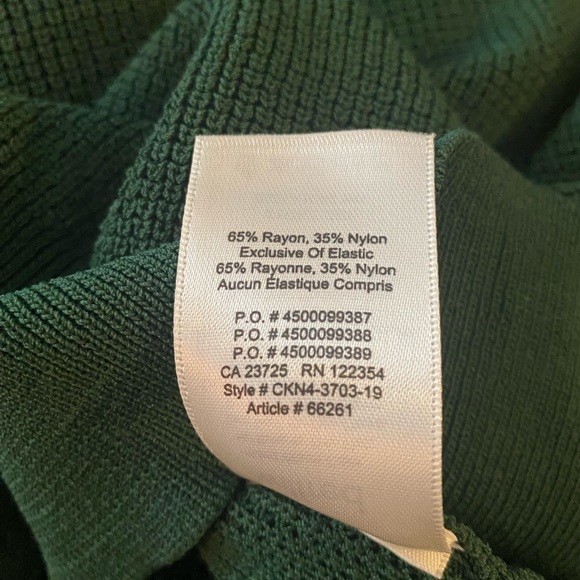 65% Rayon, 35% Nylon
Exclusive Of Elastic
65% Rayonne, 35% Nylon
Aucun Élastique Compris
P.O. # 4500099387
P.O. # 4500099388
P.O. # 4500099389
CA 23725 RN 122354
Style # CKN4-3703-19
Article # 66261